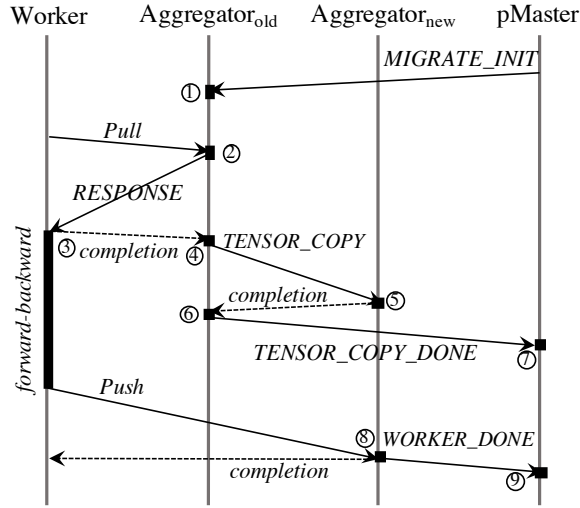 Worker Aggregator_old Aggregator_new pMaster
MIGRATE_INIT
①
Pull
②
RESPONSE
③ completion ④ TENSOR_COPY
completion ⑤
⑥
TENSOR_COPY_DONE ⑦
forward-backward
Push
⑧ WORKER_DONE
completion ⑨